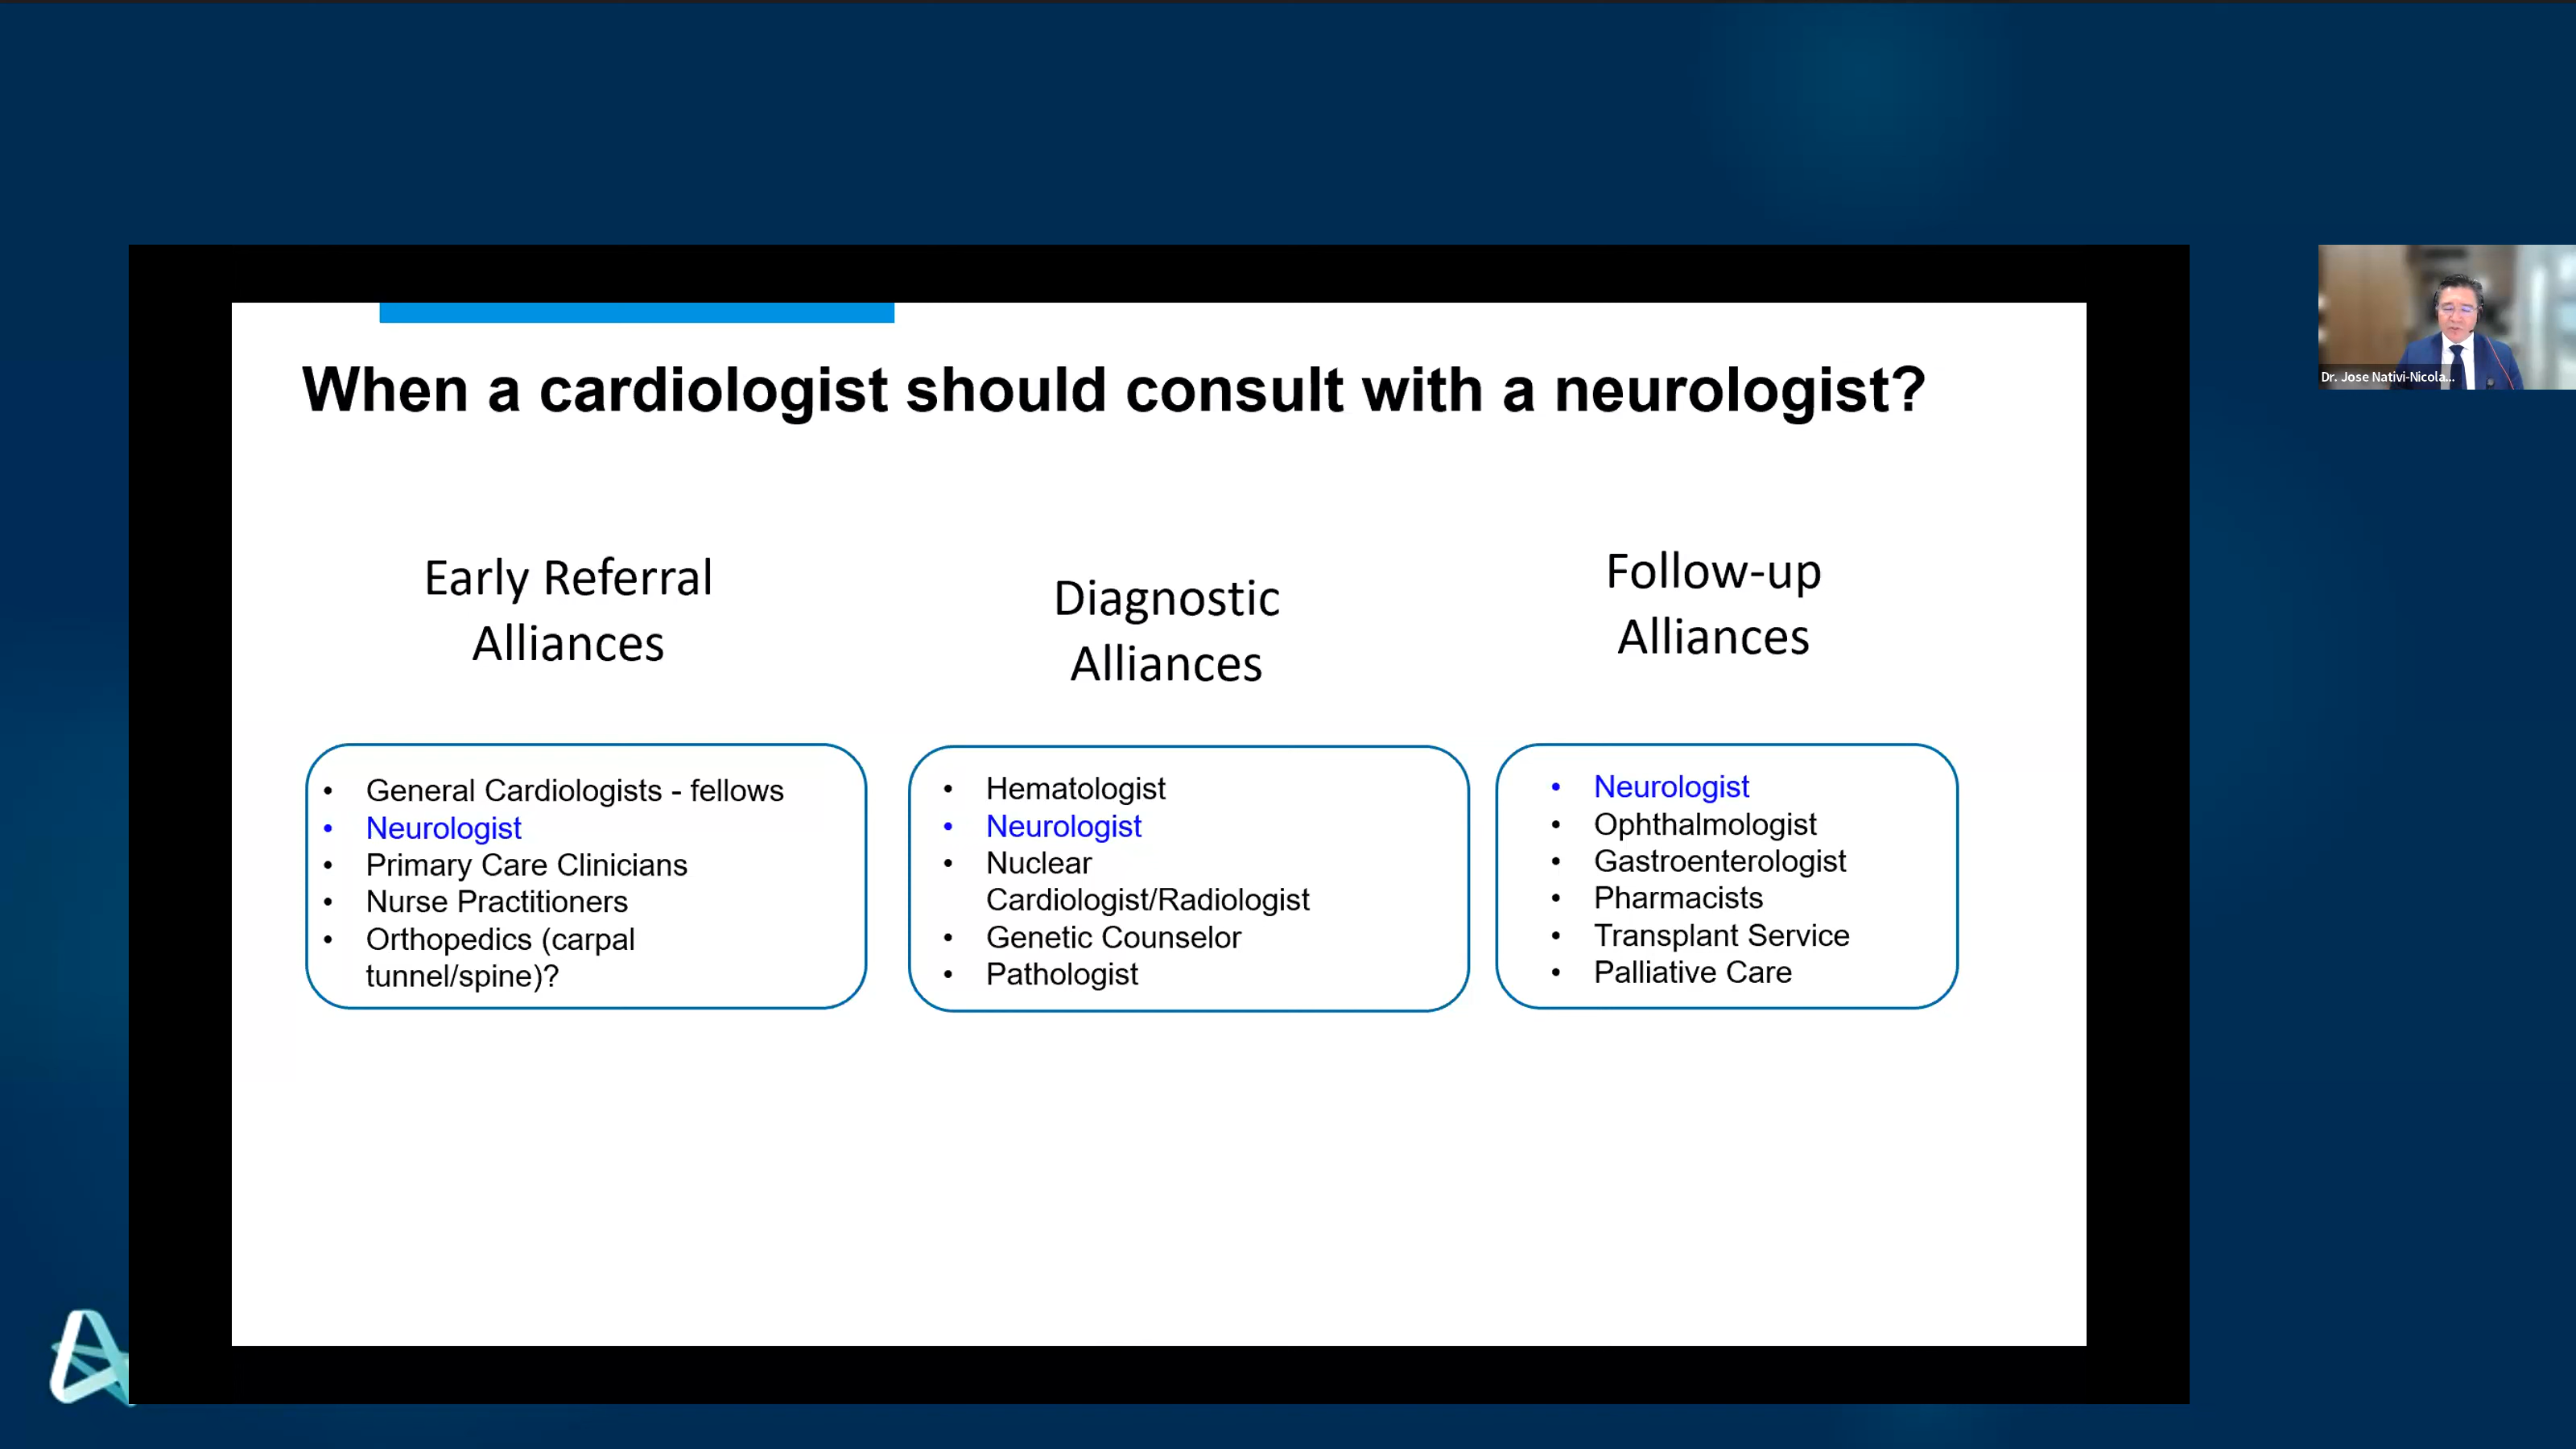 When a cardiologist should consult with a neurologist?
Early Referral
Alliances
• General Cardiologists - fellows
• Neurologist
• Primary Care Clinicians
• Nurse Practitioners
• Orthopedics (carpal
tunnel/spine)?
Diagnostic
Alliances
• Hematologist
• Neurologist
• Nuclear
Cardiologist/Radiologist
• Genetic Counselor
• Pathologist
Follow-up
Alliances
• Neurologist
• Ophthalmologist
• Gastroenterologist
• Pharmacists
• Transplant Service
• Palliative Care
Dr. Jose Nativi-Nicola...